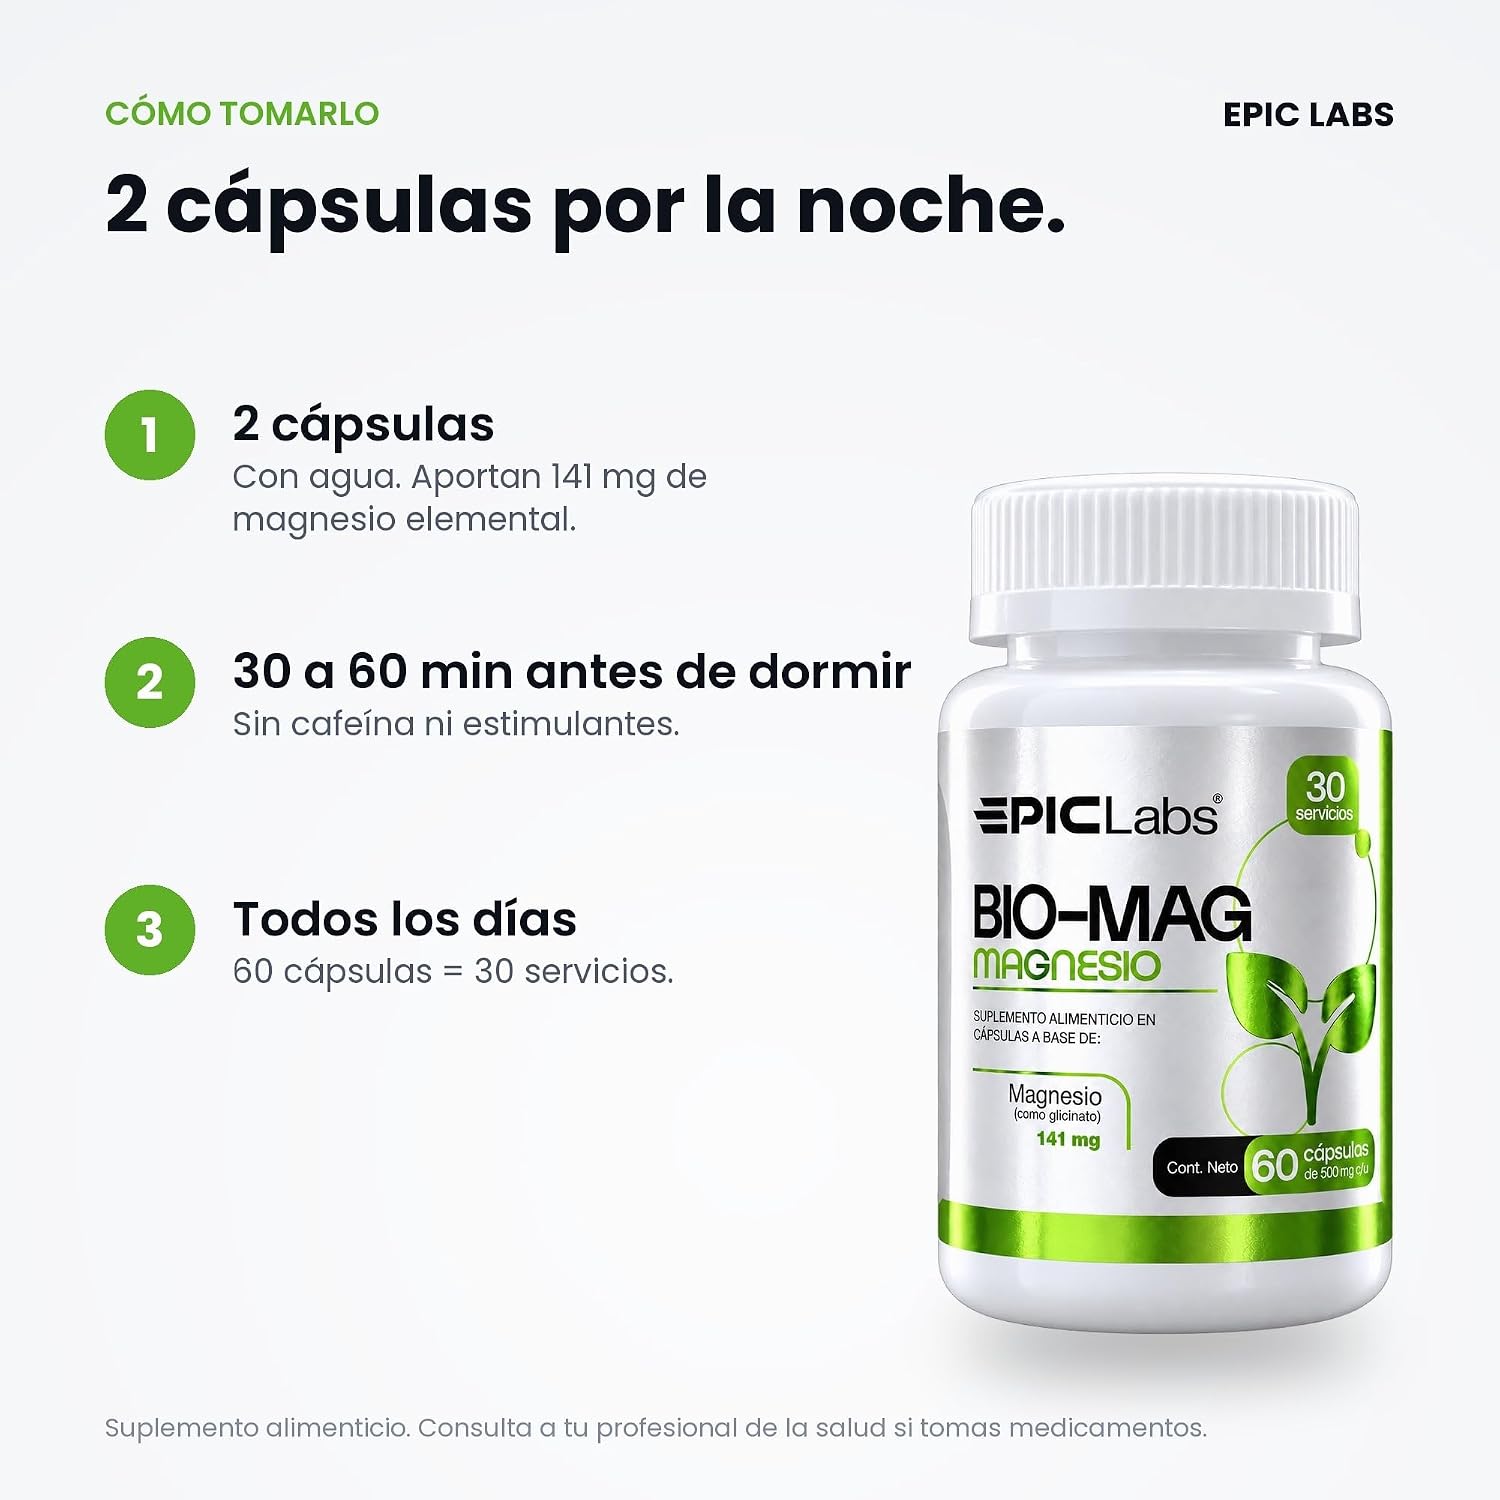 CÓMO TOMARLO
EPIC LABS
2 cápsulas por la noche.
1
2 cápsulas
Con agua. Aportan 141 mg de
magnesio elemental.
2
30 a 60 min antes de dormir
Sin cafeína ni estimulantes.
3
Todos los días
60 cápsulas = 30 servicios.
30
servicios
EPICLabs®
BIO-MAG
MAGNESIO
SUPLEMENTO ALIMENTICIO EN
CÁPSULAS A BASE DE:
Magnesio
(como glicinato)
141 mg
Cont. Neto 60 cápsulas
de 500 mg c/u
Suplemento alimenticio. Consulta a tu profesional de la salud si tomas medicamentos.